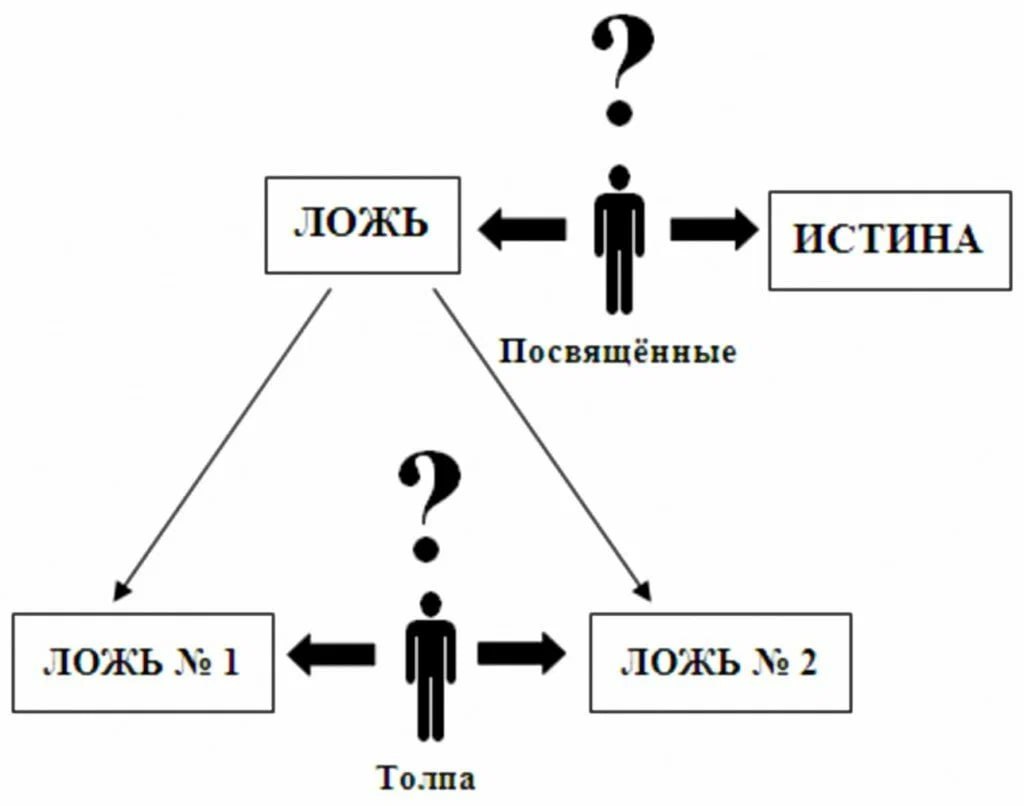 ?
ЛОЖЬ
ИСТИНА
Посвящённые
?
ЛОЖЬ № 1
ЛОЖЬ № 2
Толпа